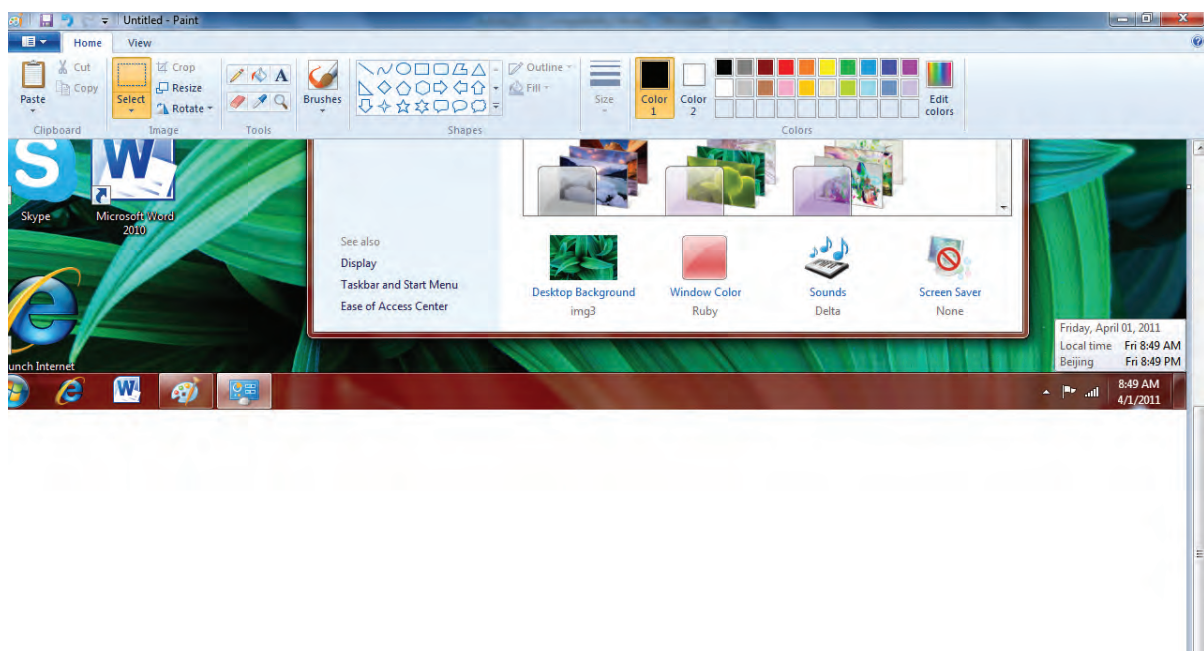 Untitled - Paint
Home View
Paste
Cut
Copy
Clipboard
Select
Crop
Resize
Rotate
Image
A
Tools
Brushes
Shapes
Outline
Fill
Size
Color 1
Color 2
Edit colors
Colors
S
Skype
W
Microsoft Word
2010
See also
Display
Taskbar and Start Menu
Ease of Access Center
Desktop Background
img3
Window Color
Ruby
Sounds
Delta
Screen Saver
None
Friday, April 01, 2011
Local time Fri 8:49 AM
Beijing Fri 8:49 PM
unch Internet
W
8:49 AM
4/1/2011